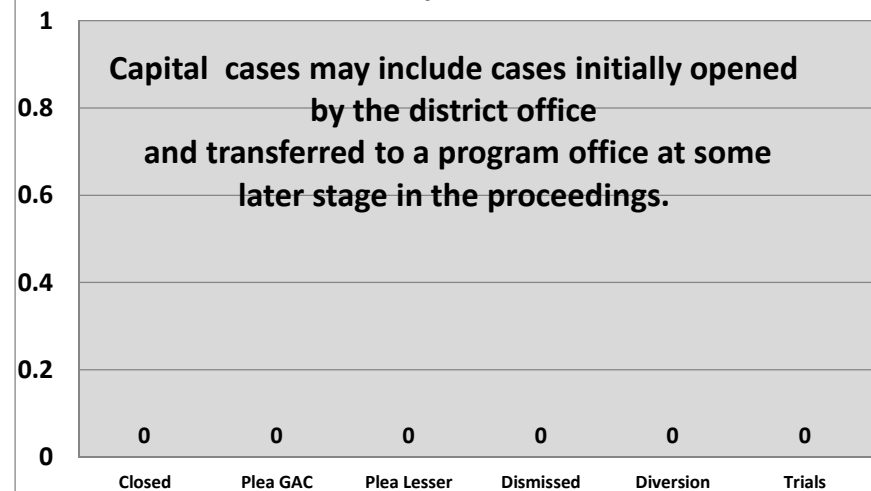 1
Capital cases may include cases initially opened
0.8
by the district office
and transferred to a program office at some
0.6
later stage in the proceedings.
0.4
0.2
0 0 0 0 0 0
0
Closed Plea GAC Plea Lesser Dismissed Diversion Trials